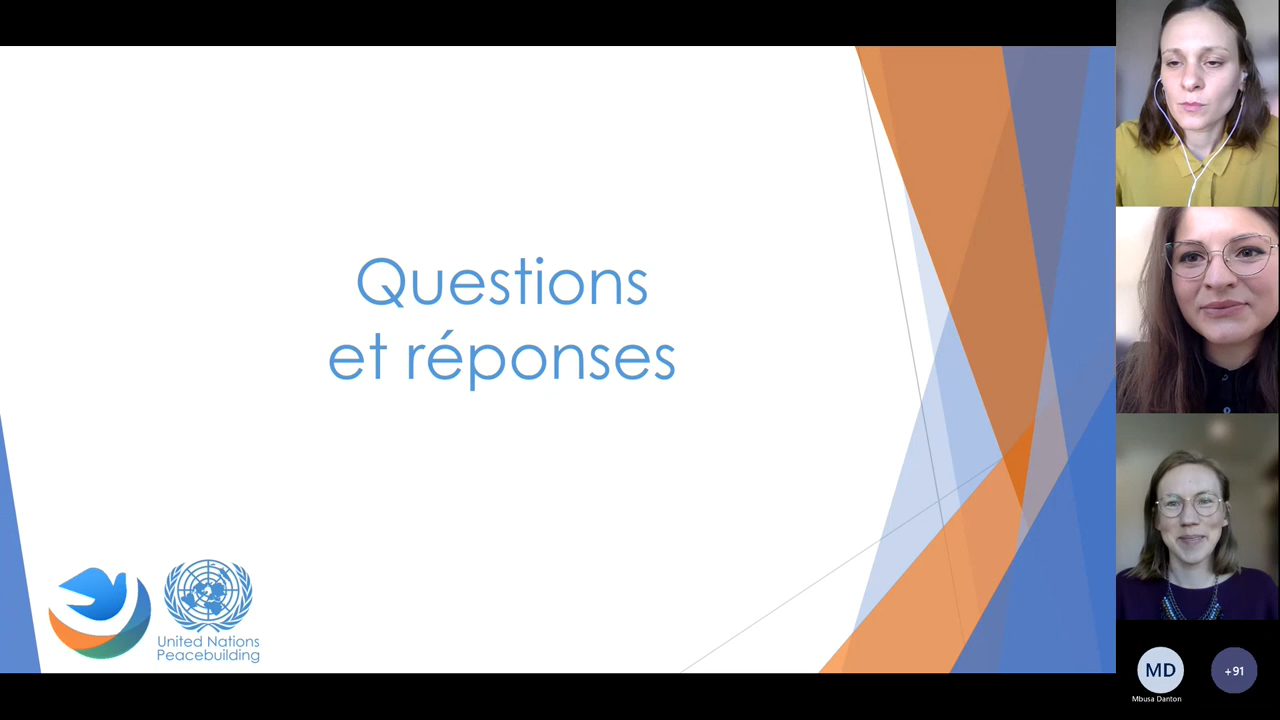 Questions
et réponses
United Nations
Peacebuilding
MD
+91
Mbusa Danton